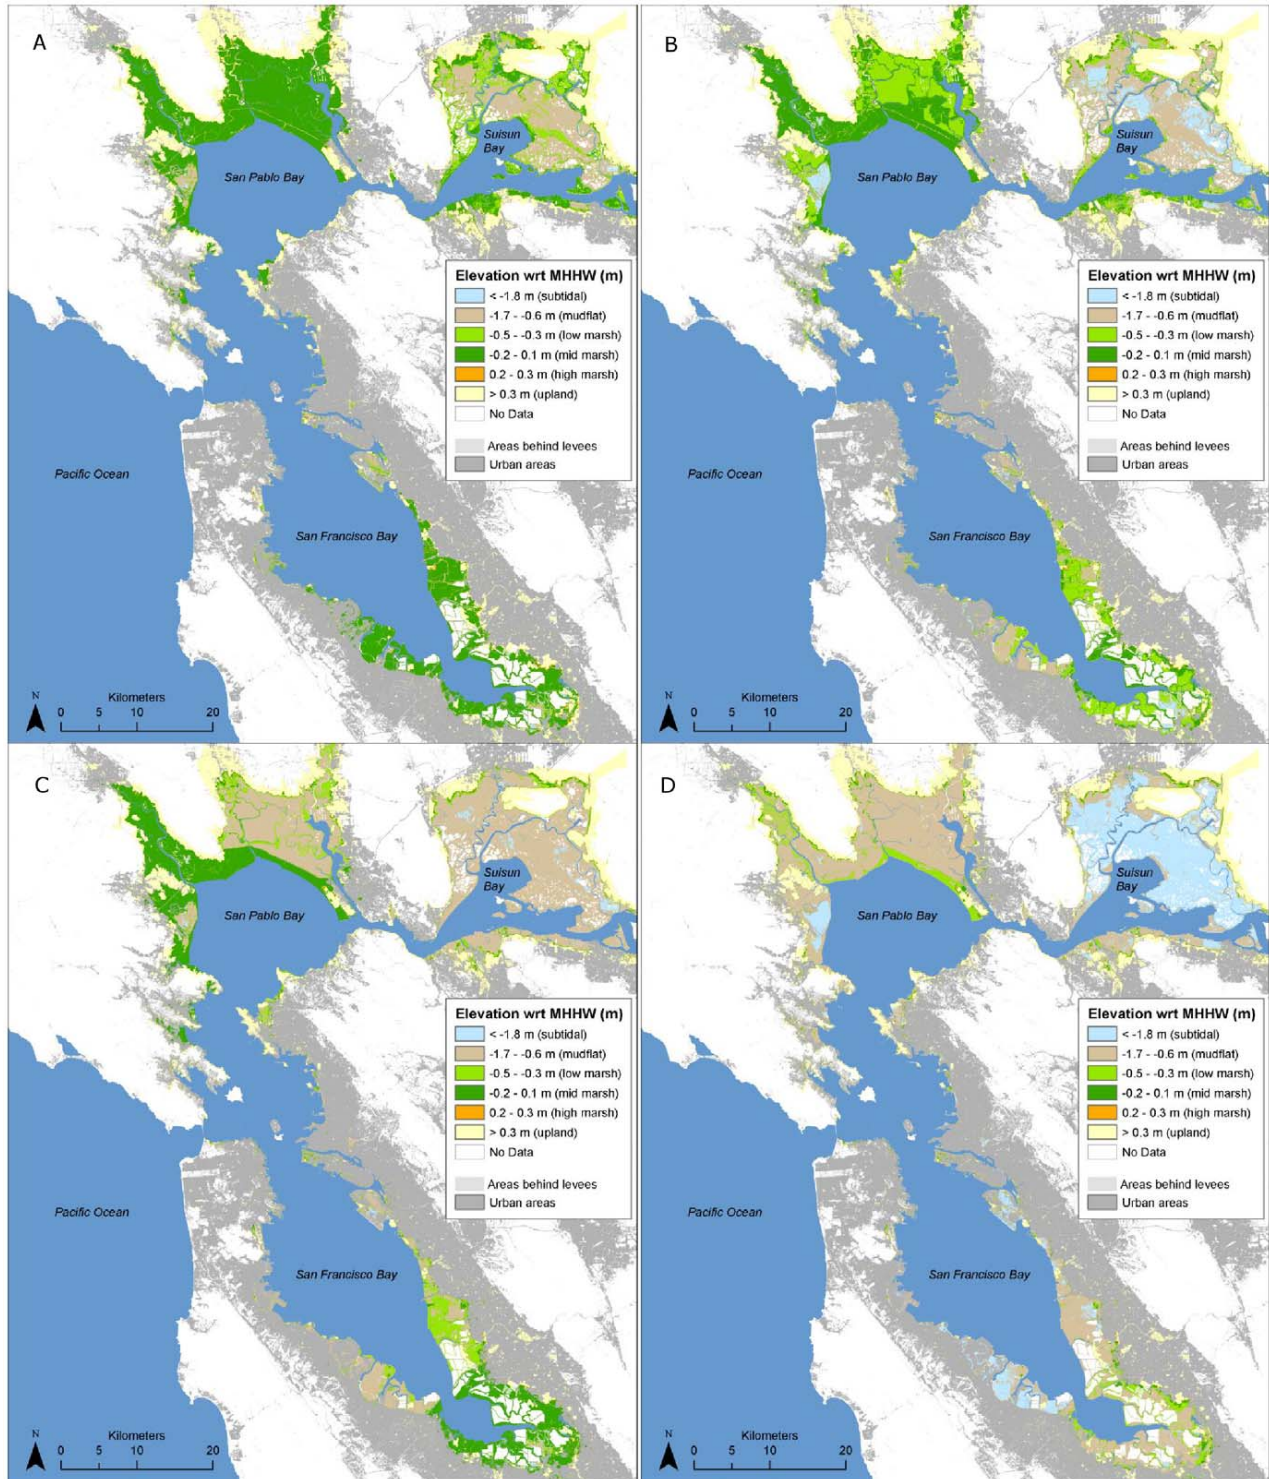 A
Suisun
Bay
San Pablo Bay
Elevation wrt MHHW (m)
< -1.8 m (subtidal)
-1.7 - -0.6 m (mudflat)
-0.5 - -0.3 m (low marsh)
-0.2 - 0.1 m (mid marsh)
0.2 - 0.3 m (high marsh)
> 0.3 m (upland)
No Data
Areas behind levees
Urban areas
Pacific Ocean
San Francisco Bay
N
Kilometers
0 5 10 20
B
Suisun
Bay
San Pablo Bay
Elevation wrt MHHW (m)
< -1.8 m (subtidal)
-1.7 - -0.6 m (mudflat)
-0.5 - -0.3 m (low marsh)
-0.2 - 0.1 m (mid marsh)
0.2 - 0.3 m (high marsh)
> 0.3 m (upland)
No Data
Areas behind levees
Urban areas
Pacific Ocean
San Francisco Bay
N
Kilometers
0 5 10 20
C
Suisun
Bay
San Pablo Bay
Elevation wrt MHHW (m)
< -1.8 m (subtidal)
-1.7 - -0.6 m (mudflat)
-0.5 - -0.3 m (low marsh)
-0.2 - 0.1 m (mid marsh)
0.2 - 0.3 m (high marsh)
> 0.3 m (upland)
No Data
Areas behind levees
Urban areas
Pacific Ocean
San Francisco Bay
N
Kilometers
0 5 10 20
D
Suisun
Bay
San Pablo Bay
Elevation wrt MHHW (m)
< -1.8 m (subtidal)
-1.7 - -0.6 m (mudflat)
-0.5 - -0.3 m (low marsh)
-0.2 - 0.1 m (mid marsh)
0.2 - 0.3 m (high marsh)
> 0.3 m (upland)
No Data
Areas behind levees
Urban areas
Pacific Ocean
San Francisco Bay
N
Kilometers
0 5 10 20